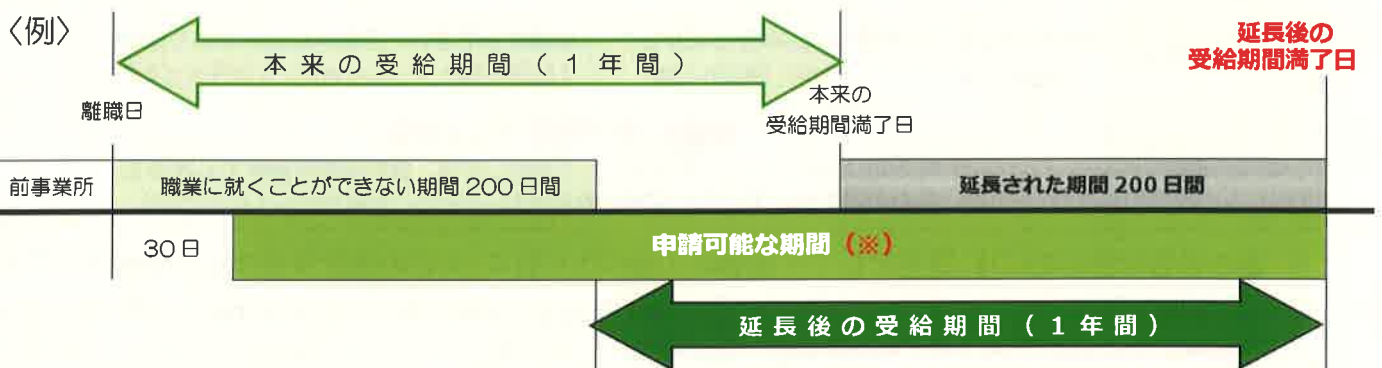 〈例〉
本来の受給期間(1年間)
延長後の
受給期間満了日
離職日
本来の
受給期間満了日
前事業所
職業に就くことができない期間200日間
延長された期間200日間
30日
申請可能な期間(※)
延長後の受給期間(1年間)